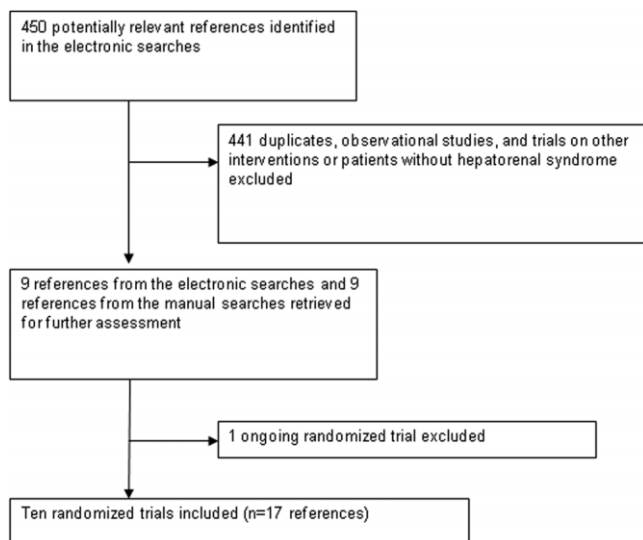 450 potentially relevant references identified
in the electronic searches
441 duplicates, observational studies, and trials on other
interventions or patients without hepatorenal syndrome
excluded
9 references from the electronic searches and 9
references from the manual searches retrieved
for further assessment
1 ongoing randomized trial excluded
Ten randomized trials included (n=17 references)